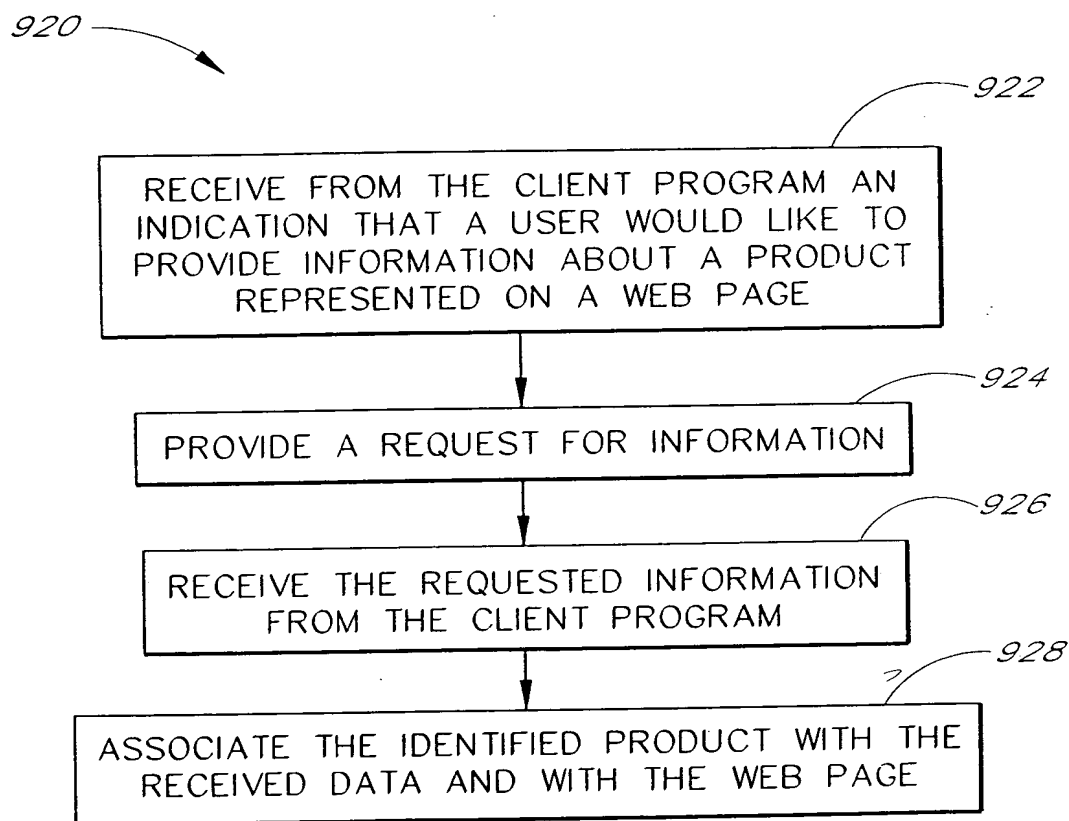 920
922
RECEIVE FROM THE CLIENT PROGRAM AN
INDICATION THAT A USER WOULD LIKE TO
PROVIDE INFORMATION ABOUT A PRODUCT
REPRESENTED ON A WEB PAGE
924
PROVIDE A REQUEST FOR INFORMATION
926
RECEIVE THE REQUESTED INFORMATION
FROM THE CLIENT PROGRAM
928
ASSOCIATE THE IDENTIFIED PRODUCT WITH THE
RECEIVED DATA AND WITH THE WEB PAGE